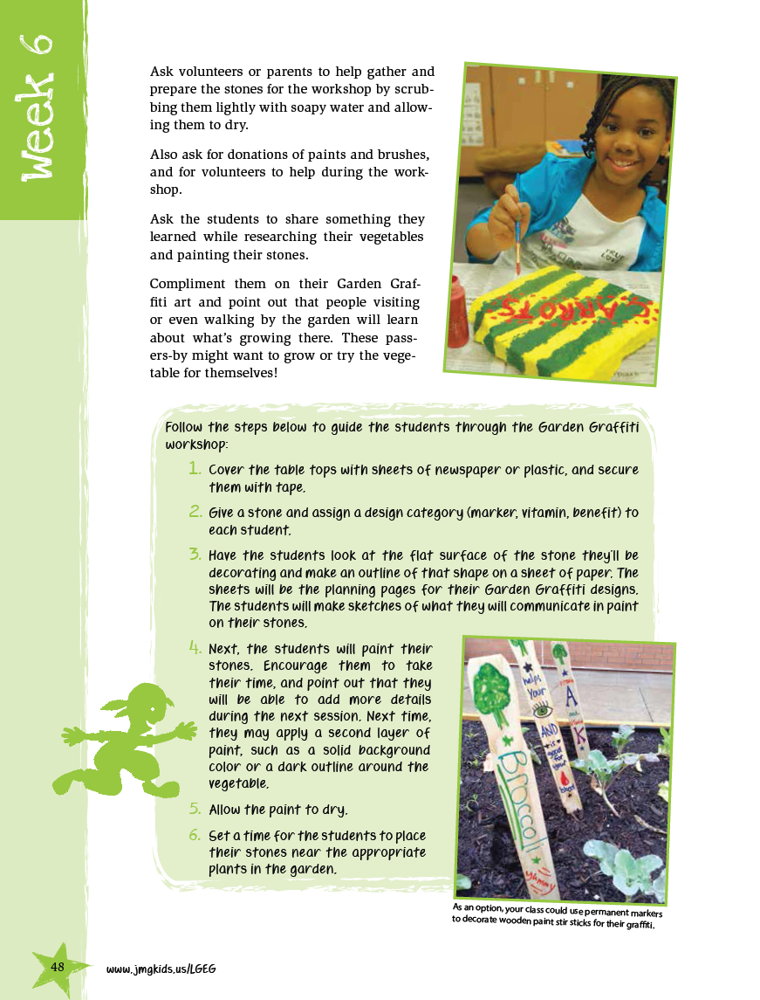 Week 6
Ask volunteers or parents to help gather and
prepare the stones for the workshop by scrub-
bing them lightly with soapy water and allow-
ing them to dry.
Also ask for donations of paints and brushes,
and for volunteers to help during the work-
shop.
Ask the students to share something they
learned while researching their vegetables
and painting their stones.
Compliment them on their Garden Graf-
fiti art and point out that people visiting
or even walking by the garden will learn
about what's growing there. These pass-
ers-by might want to grow or try the vege-
table for themselves!
TRUE
LOVE
CARROTS
Follow the steps below to guide the students through the Garden Graffiti
workshop:
1. Cover the table tops with sheets of newspaper or plastic, and secure
them with tape.
2. Give a stone and assign a design category (marker, vitamin, benefit) to
each student.
3. Have the students look at the flat surface of the stone they'll be
decorating and make an outline of that shape on a sheet of paper. The
sheets will be the planning pages for their Garden Graffiti designs.
The students will make sketches of what they will communicate in paint
on their stones.
4. Next, the students will paint their
stones. Encourage them to take
their time, and point out that they
will be able to add more details
during the next session. Next time,
they may apply a second layer of
paint, such as a solid background
color or a dark outline around the
vegetable.
5. Allow the paint to dry.
6. Set a time for the students to place
their stones near the appropriate
plants in the garden.
Broccoli
yummy
helps
Your
AND
is
good
for
blood
A
and
K
As an option, your class could use permanent markers
to decorate wooden paint stir sticks for their graffiti.
48
www.jmgkids.us/LGEG